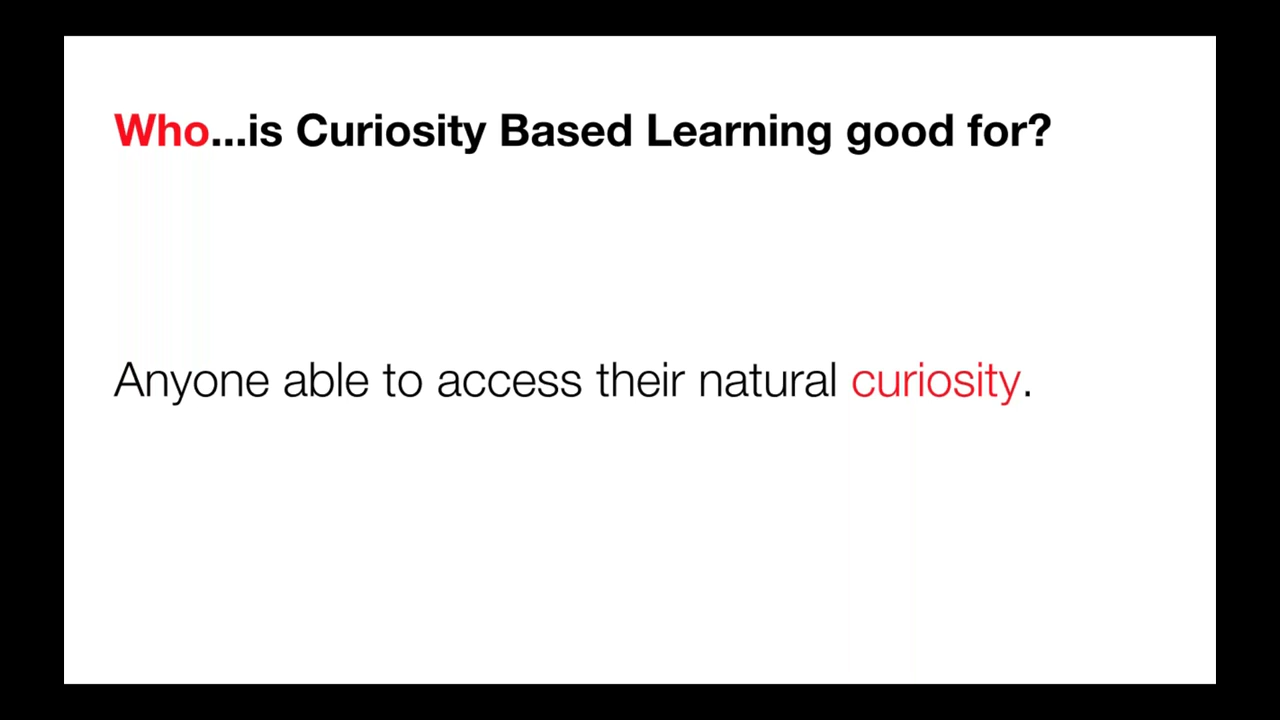 Who...is Curiosity Based Learning good for?
Anyone able to access their natural curiosity.